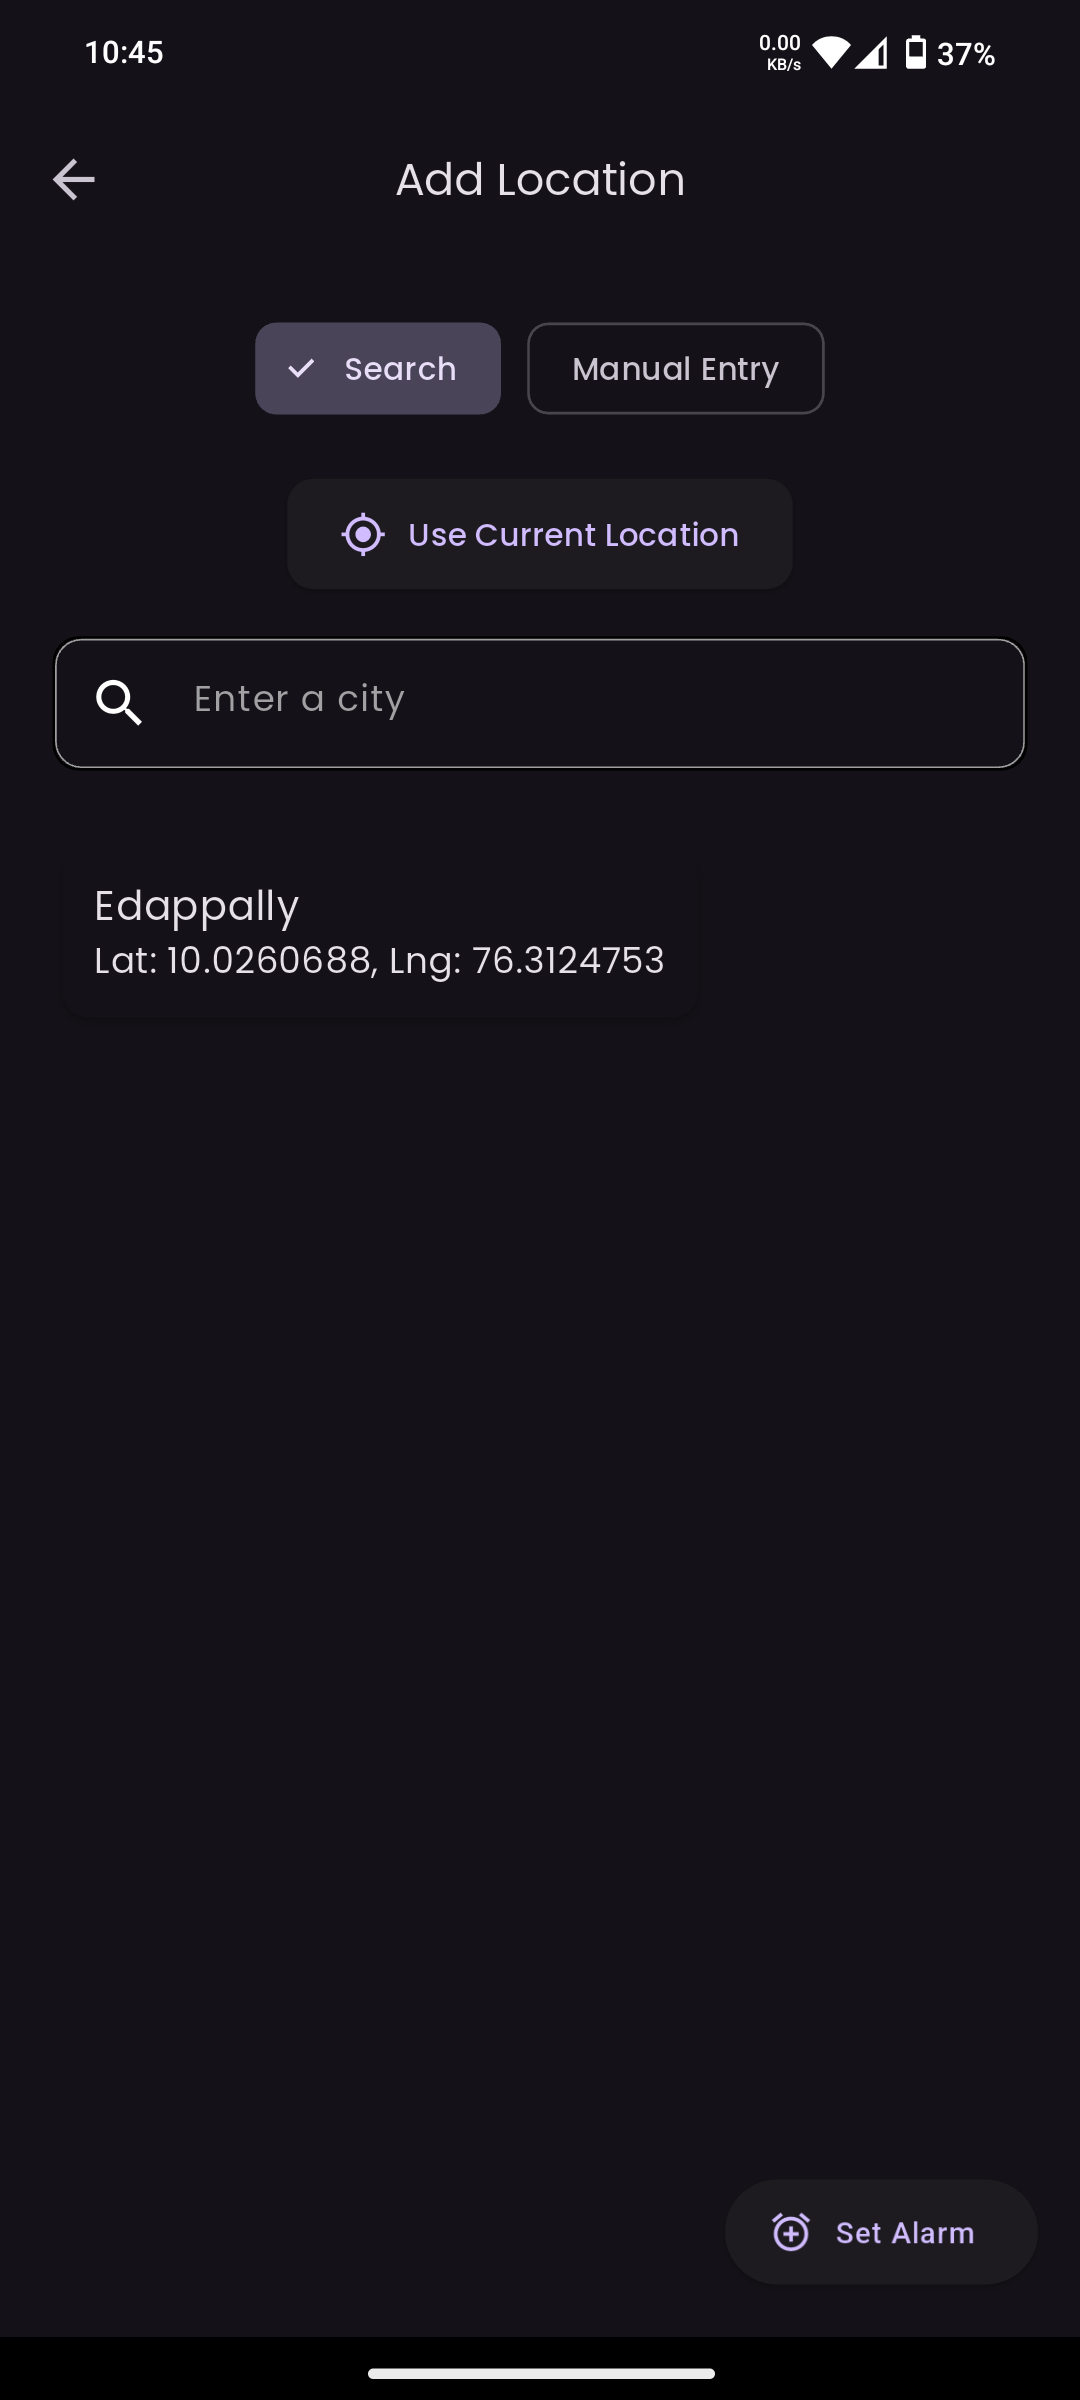 10:45
0.00
KB/s
37%
Add Location
Search
Manual Entry
Use Current Location
Enter a city
Edappally
Lat: 10.0260688, Lng: 76.3124753
Set Alarm